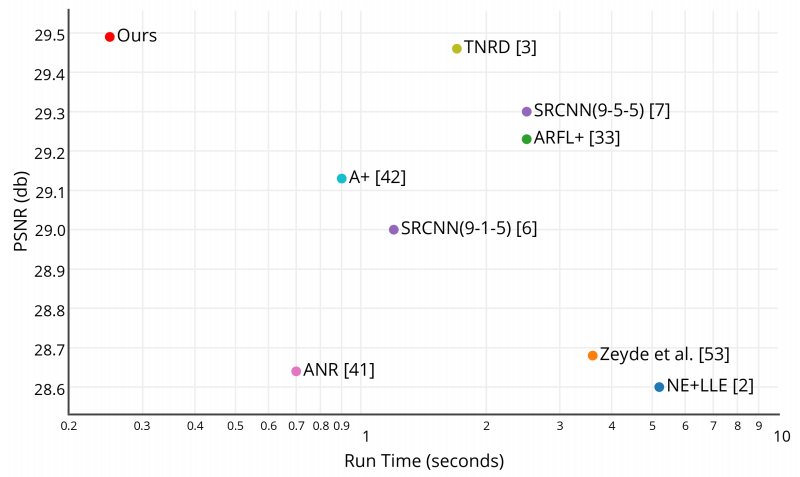 29.5
Ours
TNRD [3]
29.4
29.3
SRCNN(9-5-5) [7]
ARFL+ [33]
29.2
A+ [42]
29.1
PSNR (db)
29.0
SRCNN(9-1-5) [6]
28.9
28.8
28.7
Zeyde et al. [53]
ANR [41]
28.6
NE+LLE [2]
0.2 0.3 0.4 0.5 0.6 0.7 0.8 0.9 1 2 3 4 5 6 7 8 9 10
Run Time (seconds)